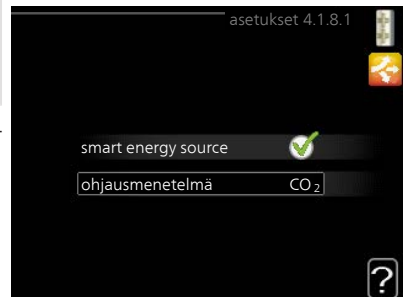 asetukset 4.1.8.1
smart energy source
ohjausmenetelmä CO₂
?